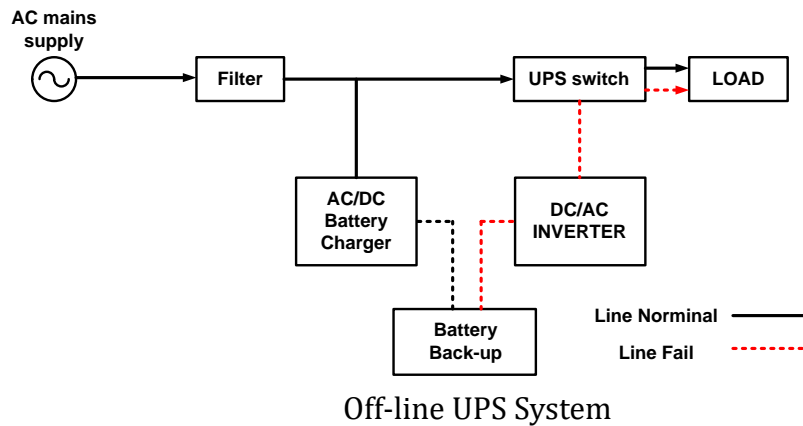 AC mains
supply
Filter
UPS switch
LOAD
AC/DC
Battery
Charger
DC/AC
INVERTER
Battery
Back-up
Line Norminal
Line Fail
Off-line UPS System